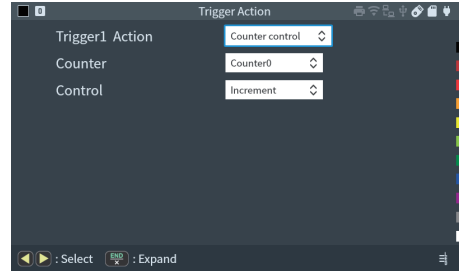 0 Trigger Action
Trigger1 Action Counter control
Counter Counter0
Control Increment
: Select END : Expand